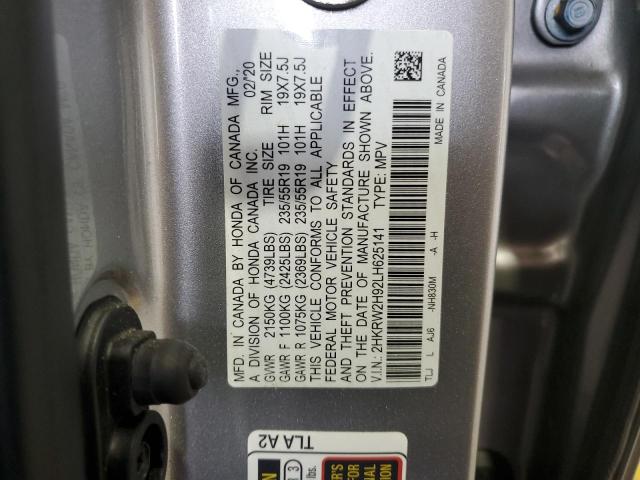 MFD. IN CANADA BY HONDA OF CANADA MFG.,
A DIVISION OF HONDA CANADA INC. 02/20
GVWR 2150KG (4739LBS) TIRE SIZE RIM SIZE
GAWR F 1100KG (2425LBS) 235/55R19 101H 19X7.5J
GAWR R 1075KG (2369LBS) 235/55R19 101H 19X7.5J
THIS VEHICLE CONFORMS TO ALL APPLICABLE
FEDERAL MOTOR VEHICLE SAFETY
AND THEFT PREVENTION STANDARDS IN EFFECT
ON THE DATE OF MANUFACTURE SHOWN ABOVE.
V.I.N.: 2HKRW2H92LH625141 TYPE: MPV
TLJ L AJ6 -NH830M -A -H
MADE IN CANADA
TLA A2
3
lbs.